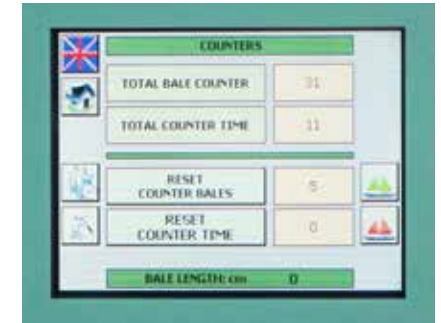 COUNTERS
TOTAL BALE COUNTER 31
TOTAL COUNTER TIME 11
RESET
COUNTER BALES 5
RESET
COUNTER TIME 0
BALE LENGTH: cm 0